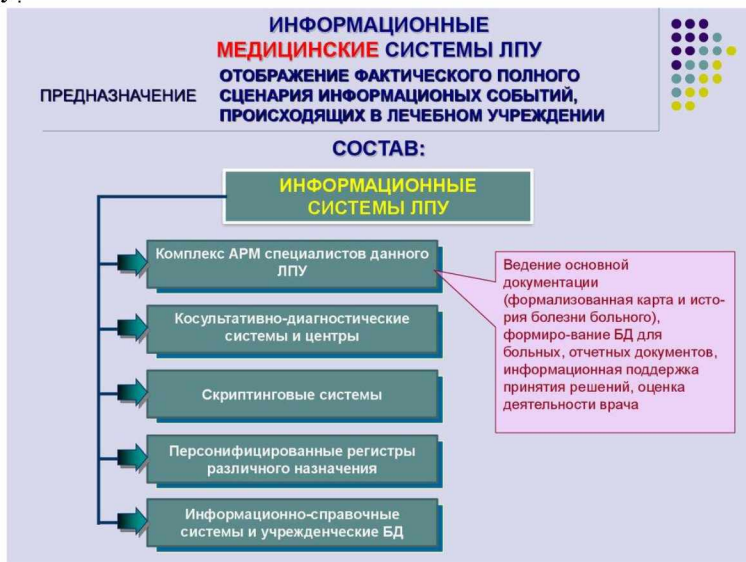 ИНФОРМАЦИОННЫЕ
МЕДИЦИНСКИЕ СИСТЕМЫ ЛПУ
ПРЕДНАЗНАЧЕНИЕ
ОТОБРАЖЕНИЕ ФАКТИЧЕСКОГО ПОЛНОГО
СЦЕНАРИЯ ИНФОРМАЦИОНЫХ СОБЫТИЙ,
ПРОИСХОДЯЩИХ В ЛЕЧЕБНОМ УЧРЕЖДЕНИИ
СОСТАВ:
ИНФОРМАЦИОННЫЕ
СИСТЕМЫ ЛПУ
Комплекс АРМ специалистов данного
ЛПУ
Косультативно-диагностические
системы и центры
Скриптинговые системы
Персонифицированные регистры
различного назначения
Информационно-справочные
системы и учрежденческие БД
Ведение основной
документации
(формализованная карта и исто-
рия болезни больного),
формиро-вание БД для
больных, отчетных документов,
информационная поддержка
принятия решений, оценка
деятельности врача